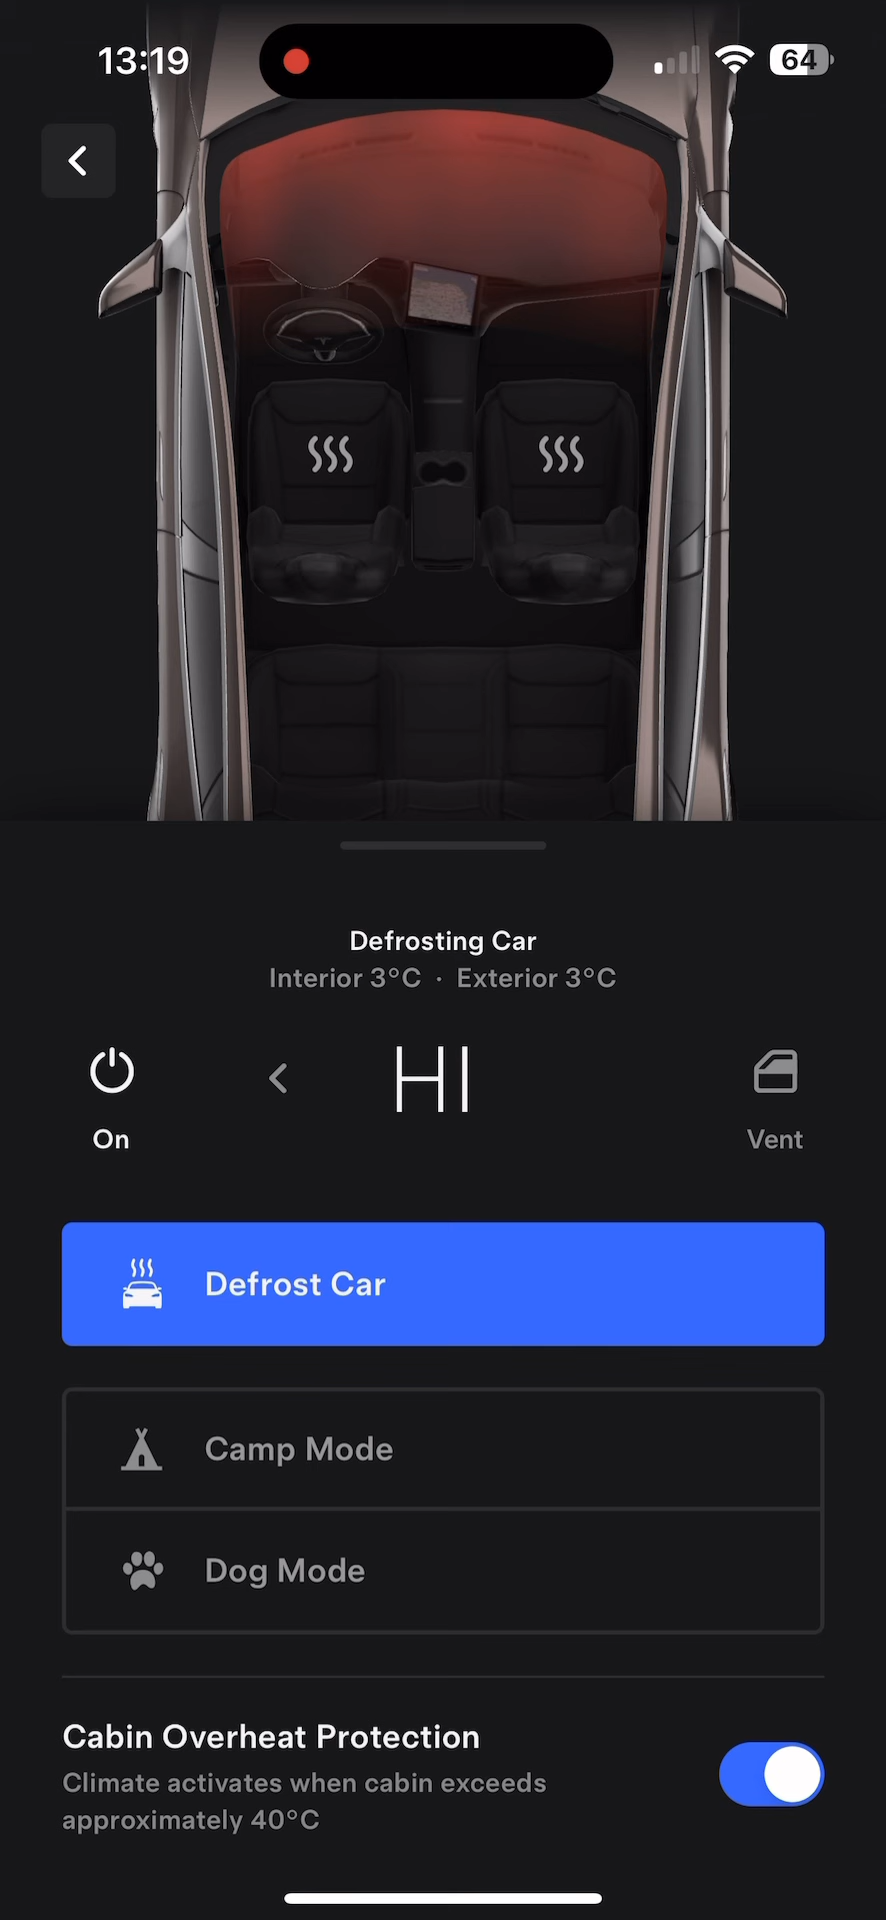 13:19
64
Defrosting Car
Interior 3°C · Exterior 3°C
HI
On
Vent
Defrost Car
Camp Mode
Dog Mode
Cabin Overheat Protection
Climate activates when cabin exceeds
approximately 40°C